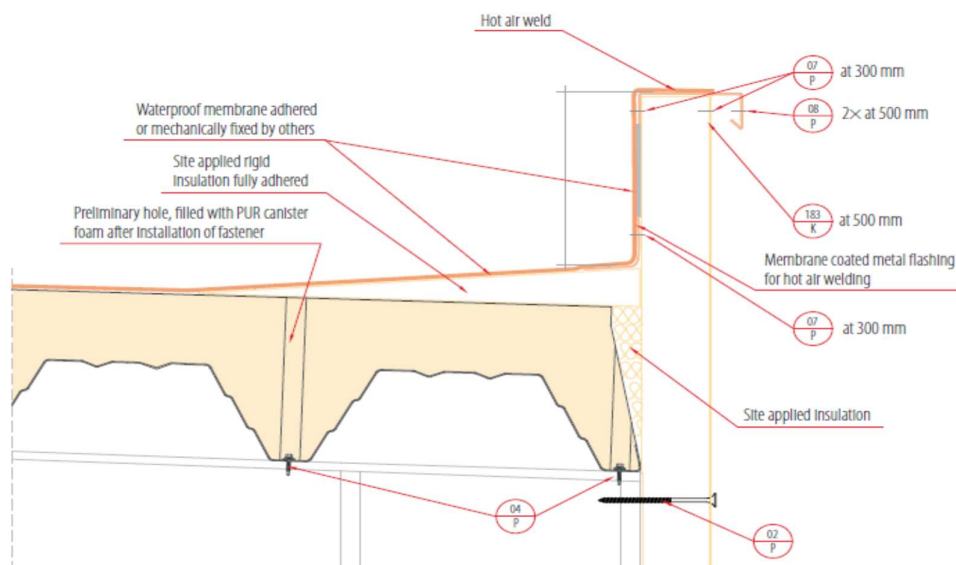 Hot air weld
07
P
at 300 mm
08
P
2× at 500 mm
Waterproof membrane adhered
or mechanically fixed by others
Site applied rigid
insulation fully adhered
Preliminary hole, filled with PUR canister
foam after installation of fastener
183
K
at 500 mm
Membrane coated metal flashing
for hot air welding
07
P
at 300 mm
Site applied insulation
04
P
02
P